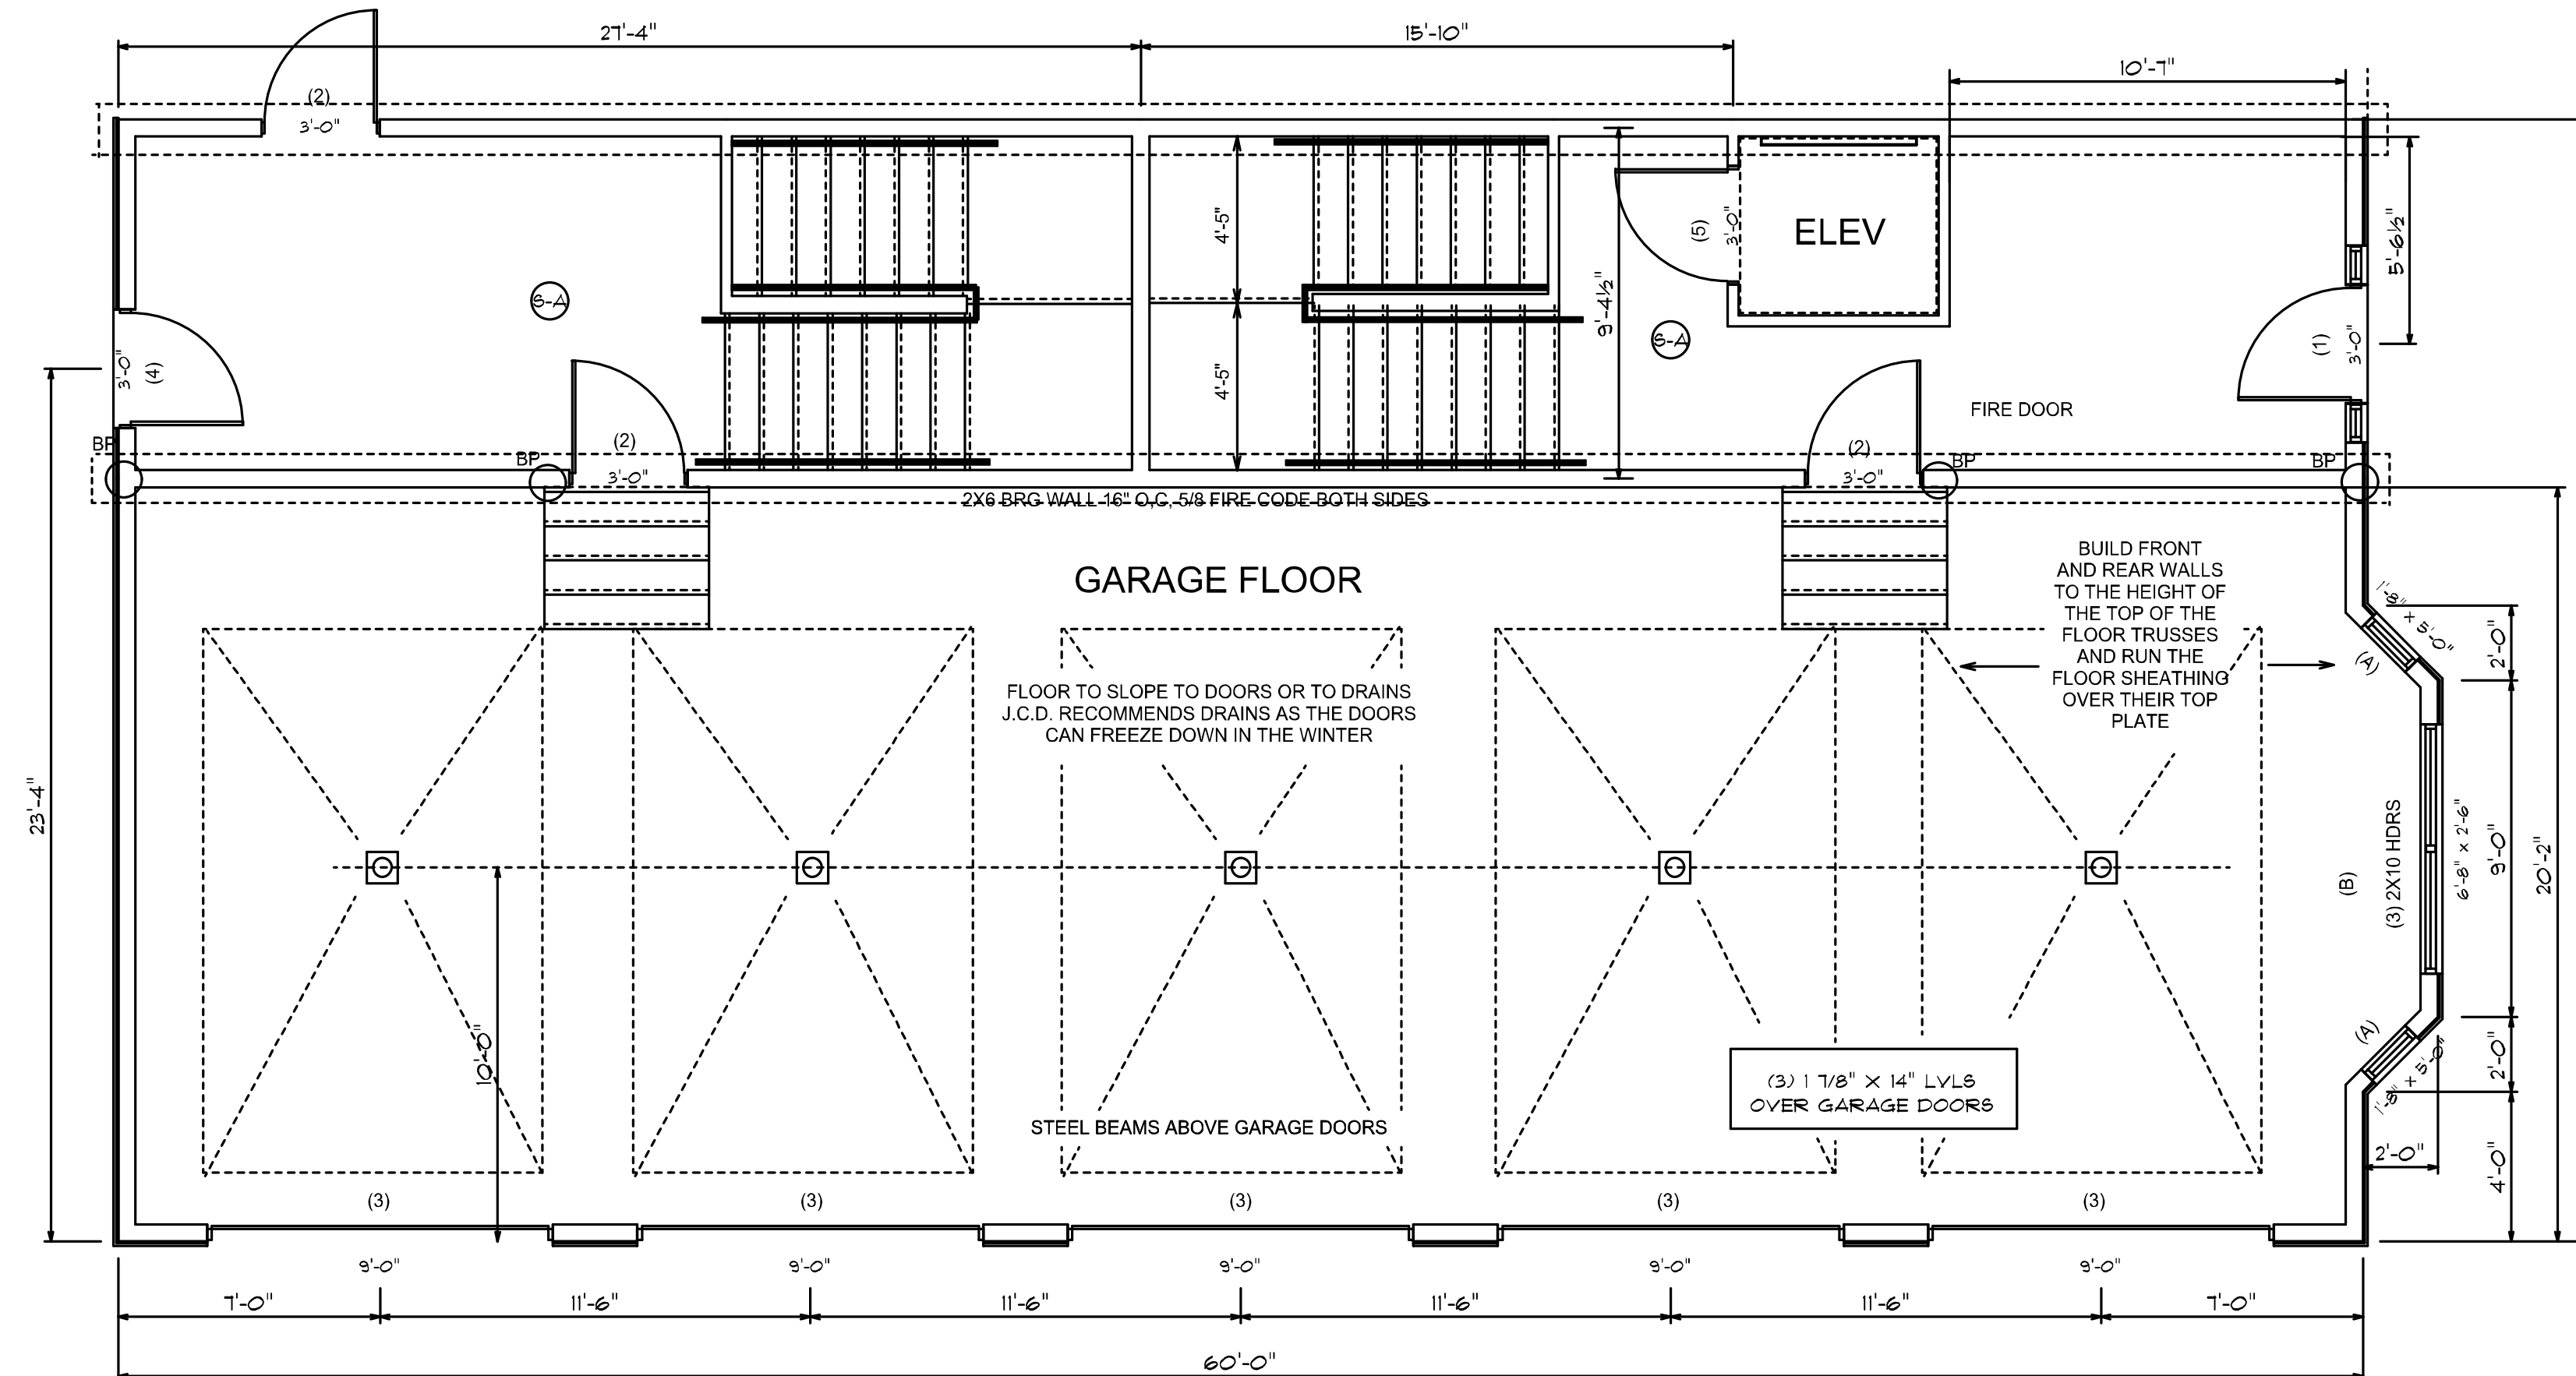 27'-4"
15'-10"
10'-7"
(2)
3'-0"
4'-5"
9'-4½"
(5)
3'-0"
ELEV
5'-6½"
S-A
S-A
3'-0"
(4)
4'-5"
(1)
3'-0"
FIRE DOOR
BP
BP
(2)
3'-0"
(2)
3'-0"
BP
BP
2X6 BRG WALL 16" O,C, 5/8 FIRE CODE BOTH SIDES
GARAGE FLOOR
BUILD FRONT
AND REAR WALLS
TO THE HEIGHT OF
THE TOP OF THE
FLOOR TRUSSES
AND RUN THE
FLOOR SHEATHING
OVER THEIR TOP
PLATE
1'-8" x 5'-0"
(A)
2'-0"
FLOOR TO SLOPE TO DOORS OR TO DRAINS
J.C.D. RECOMMENDS DRAINS AS THE DOORS
CAN FREEZE DOWN IN THE WINTER
23'-4"
(B)
(3) 2X10 HDRS
6'-8" x 2'-6"
9'-0"
20'-2"
10'-0"
(3) 1 7/8" X 14" LVLS
OVER GARAGE DOORS
(A)
1'-8" x 5'-0"
2'-0"
STEEL BEAMS ABOVE GARAGE DOORS
2'-0"
4'-0"
(3)
(3)
(3)
(3)
(3)
9'-0"
9'-0"
9'-0"
9'-0"
9'-0"
7'-0"
11'-6"
11'-6"
11'-6"
11'-6"
7'-0"
60'-0"